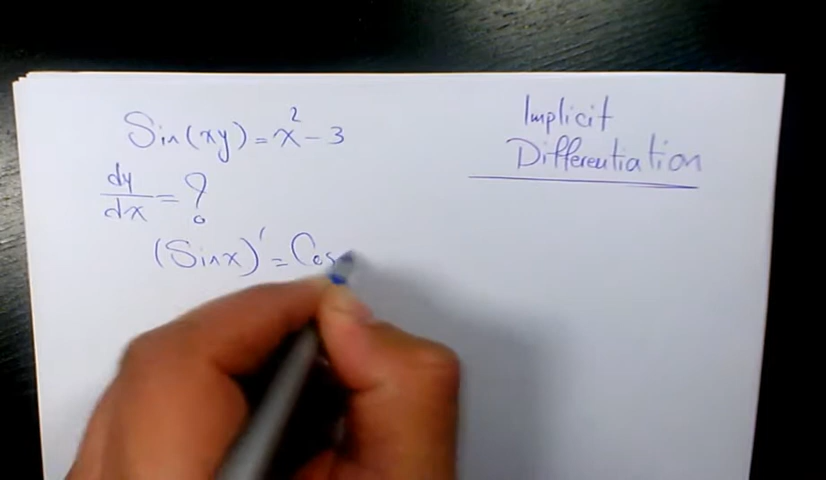 Sin(xy) = x² - 3
dy/dx = ?
(Sinx)' = Cos
Implicit
Differentiation